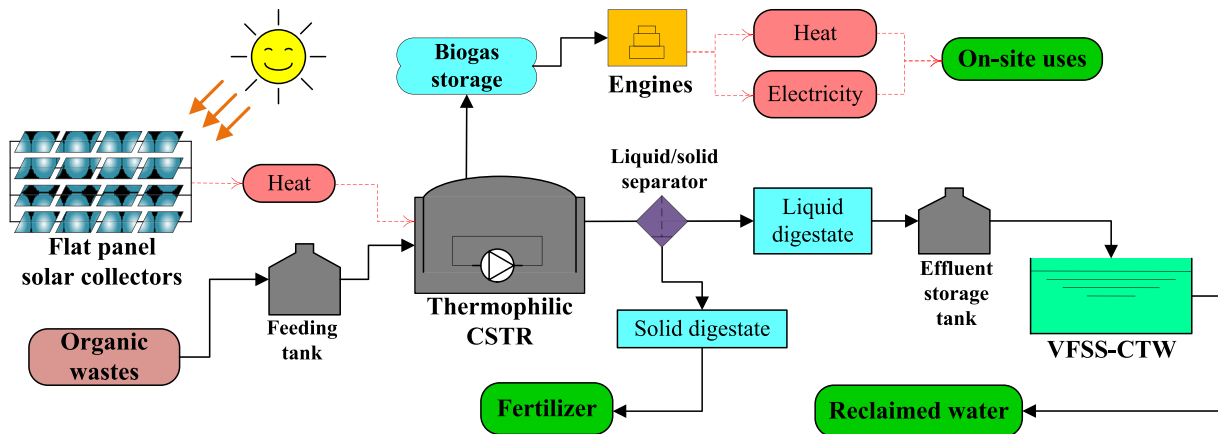 Biogas
storage
Engines
Heat
Electricity
On-site uses
Flat panel
solar collectors
Heat
Liquid/solid
separator
Thermophilic
CSTR
Liquid
digestate
Effluent
storage
tank
VFSS-CTW
Organic
wastes
Feeding
tank
Solid digestate
Fertilizer
Reclaimed water